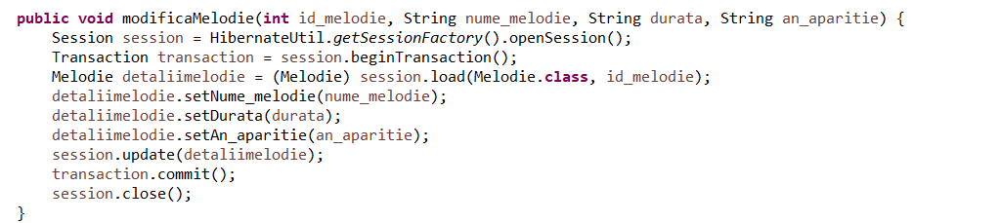 public void modificaMelodie(int id_melodie, String nume_melodie, String durata, String an_aparitie) {
    Session session = HibernateUtil.getSessionFactory().openSession();
    Transaction transaction = session.beginTransaction();
    Melodie detaliimelodie = (Melodie) session.load(Melodie.class, id_melodie);
    detaliimelodie.setNume_melodie(nume_melodie);
    detaliimelodie.setDurata(durata);
    detaliimelodie.setAn_aparitie(an_aparitie);
    session.update(detaliimelodie);
    transaction.commit();
    session.close();
}